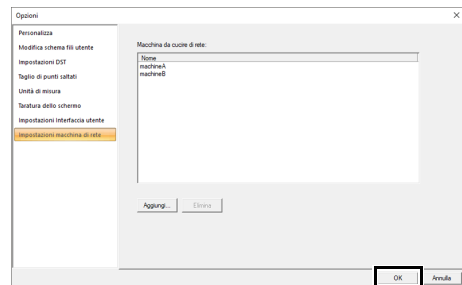 Opzioni
Personalizza
Modifica schema fili utente
Impostazioni DST
Taglio di punti saltati
Unità di misura
Taratura dello schermo
Impostazioni Interfaccia utente
Impostazioni macchina di rete
Macchina da cucire di rete:
Nome
machineA
machineB
Aggiungi...
Elimina
OK
Annulla